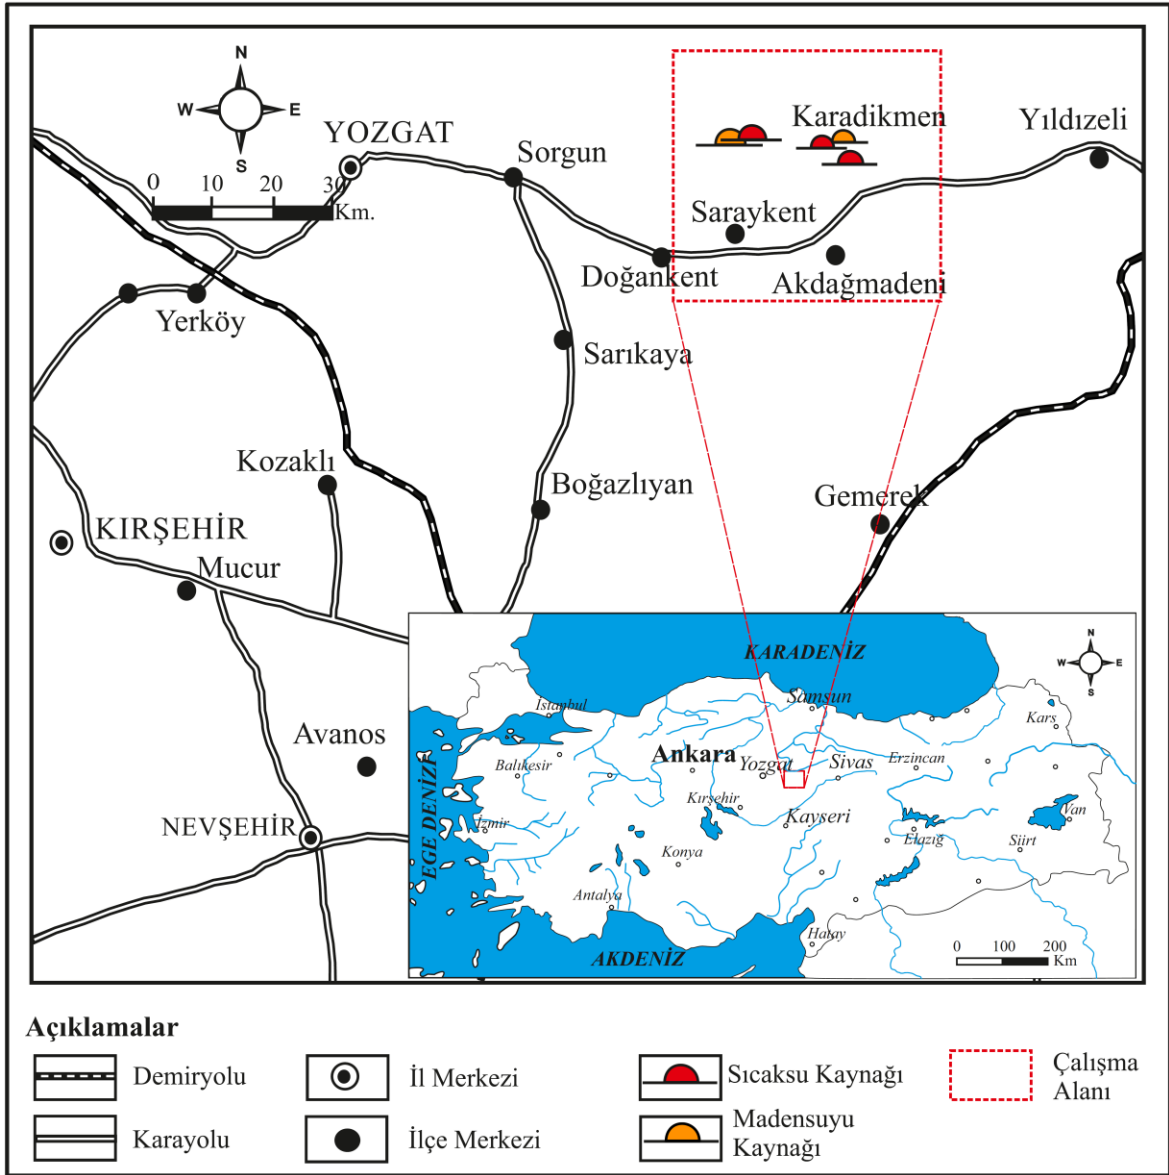 N
W E
S
YOZGAT
Sorgun
Karadikmen
Yıldızeli
0 10 20 30
Km.
Saraykent
Doğankent
Akdağmadeni
Yerköy
Sarıkaya
Kozaklı
Boğazlıyan
Gemerek
KIRŞEHİR
Mucur
Avanos
NEVŞEHİR
KARADENİZ
N
W E
S
İstanbul
Samsun
Kars
Ankara
Balıkesir
Yozgat
Sivas
Erzincan
EGE DENİZİ
Kırşehir
Kayseri
Van
İzmir
Elazığ
Siirt
Konya
Antalya
Hatay
AKDENİZ
0 100 200
Km
Açıklamalar
Demiryolu
İl Merkezi
Sıcaksu Kaynağı
Çalışma
Alanı
Karayolu
İlçe Merkezi
Madensuyu
Kaynağı